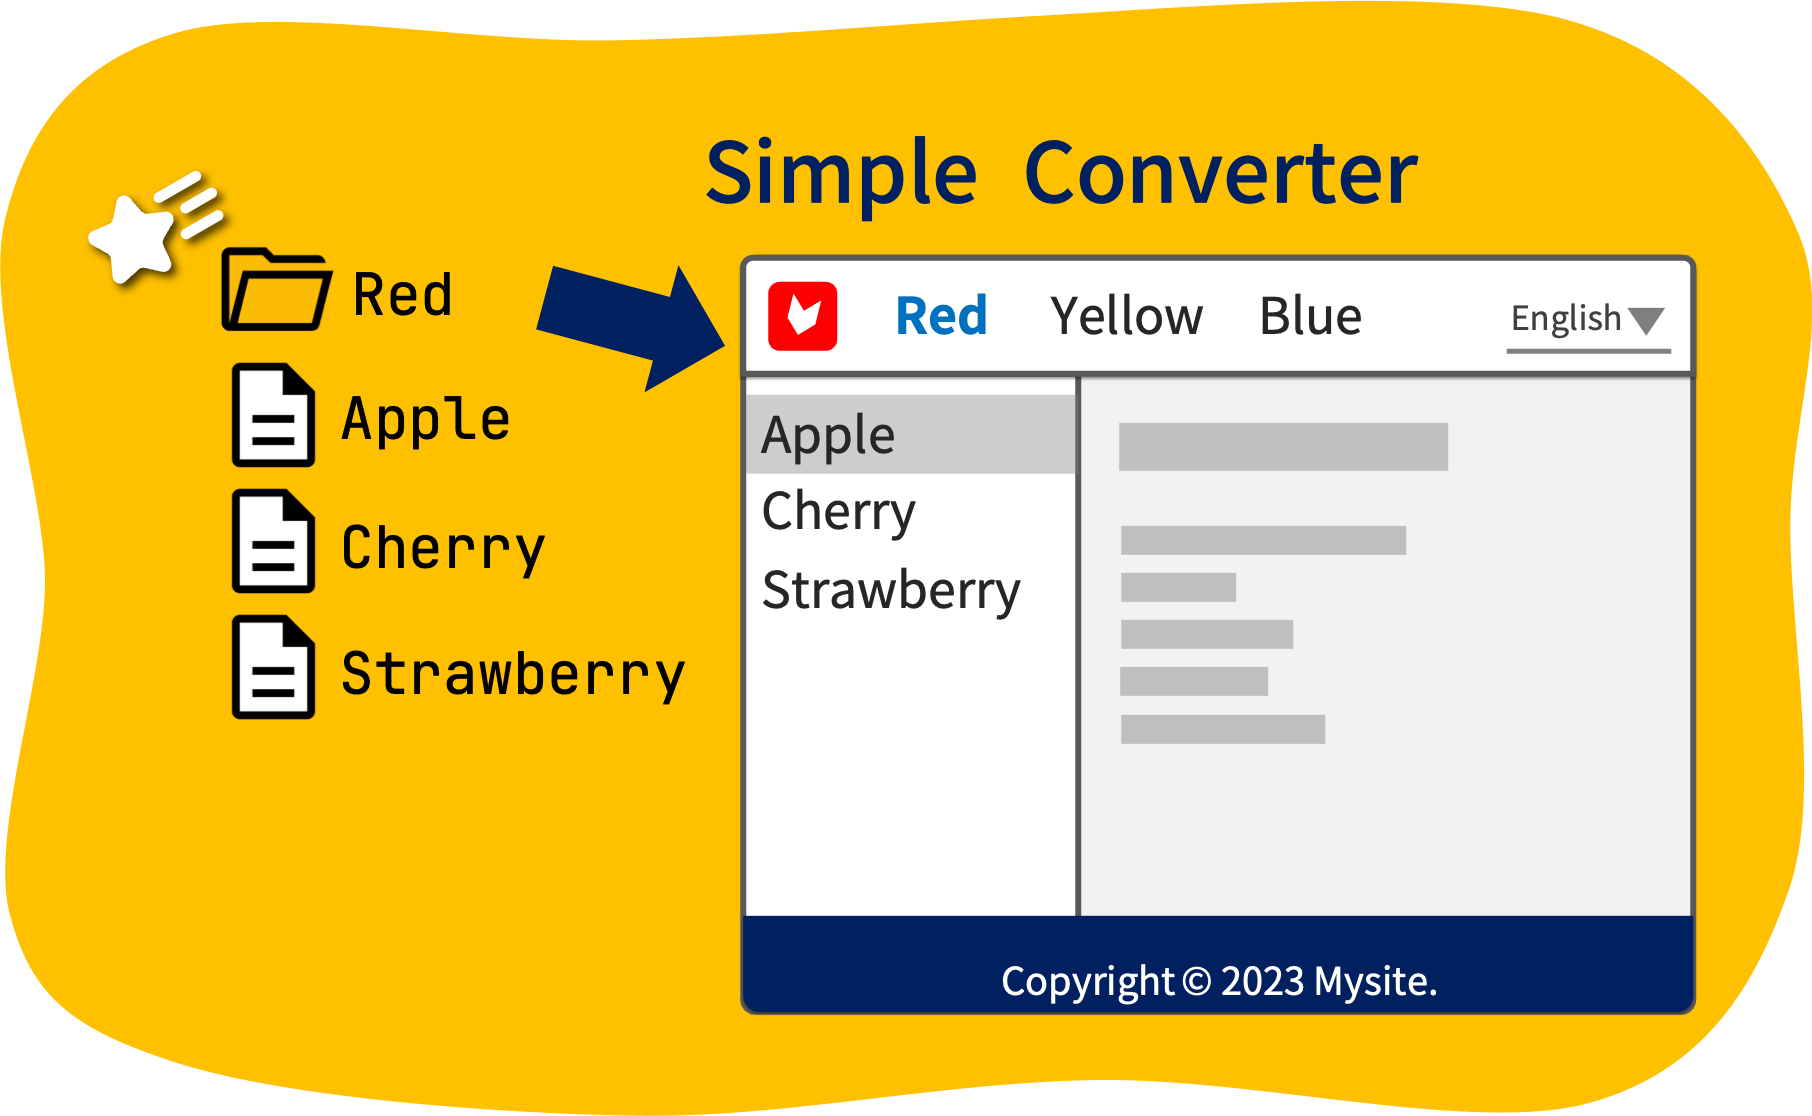 Simple Converter
Red
Apple
Cherry
Strawberry
Red Yellow Blue English
Apple
Cherry
Strawberry
Copyright © 2023 Mysite.